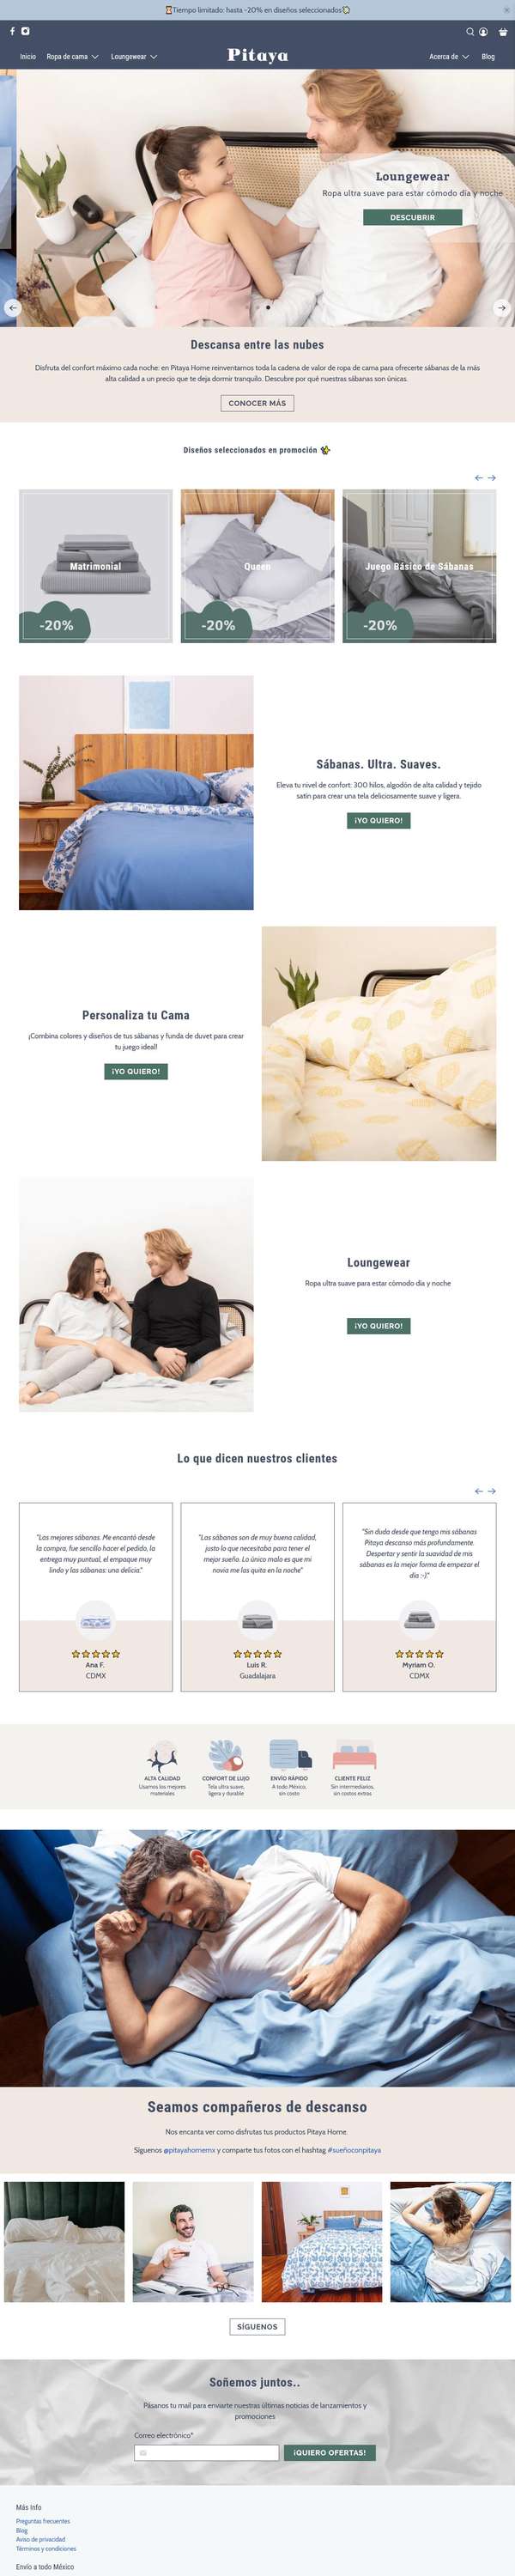 ⏳Tiempo limitado: hasta -20% en diseños seleccionados💥
Inicio Ropa de cama Loungewear Pitaya Acerca de Blog
Loungewear
Ropa ultra suave para estar cómodo día y noche
DESCUBRIR
Descansa entre las nubes
Disfruta del confort máximo cada noche: en Pitaya Home reinventamos toda la cadena de valor de ropa de cama para ofrecerte sábanas de la más
alta calidad a un precio que te deja dormir tranquilo. Descubre por qué nuestras sábanas son únicas.
CONOCER MÁS
Diseños seleccionados en promoción ✨
Matrimonial
-20%
Queen
-20%
Juego Básico de Sábanas
-20%
Sábanas. Ultra. Suaves.
Eleva tu nivel de confort: 300 hilos, algodón de alta calidad y tejido
satín para crear una tela deliciosamente suave y ligera.
¡YO QUIERO!
Personaliza tu Cama
¡Combina colores y diseños de tus sábanas y funda de duvet para crear
tu juego ideal!
¡YO QUIERO!
Loungewear
Ropa ultra suave para estar cómodo día y noche
¡YO QUIERO!
Lo que dicen nuestros clientes
"Las mejores sábanas. Me encantó desde
la compra, fue sencillo hacer el pedido, la
entrega muy puntual, el empaque muy
lindo y las sábanas: una delicia."
Ana F.
CDMX
"Las sábanas son de muy buena calidad,
justo lo que necesitaba para tener el
mejor sueño. Lo único malo es que mi
novia me las quita en la noche"
Luis R.
Guadalajara
"Sin duda desde que tengo mis sábanas
Pitaya descanso más profundamente.
Despertar y sentir la suavidad de mis
sábanas es la mejor forma de empezar el
día :-)."
Myriam O.
CDMX
ALTA CALIDAD
Usamos los mejores
materiales
CONFORT DE LUJO
Tela ultra suave,
ligera y durable
ENVÍO RÁPIDO
A todo México,
sin costo
CLIENTE FELIZ
Sin intermediarios,
sin costos extras
Seamos compañeros de descanso
Nos encanta ver como disfrutas tus productos Pitaya Home.
Síguenos @pitayahomemx y comparte tus fotos con el hashtag #sueñoconpitaya
SÍGUENOS
Soñemos juntos..
Pásanos tu mail para enviarte nuestras últimas noticias de lanzamientos y
promociones
Correo electrónico*
¡QUIERO OFERTAS!
Más Info
Preguntas frecuentes
Blog
Aviso de privacidad
Términos y condiciones
Envío a todo México